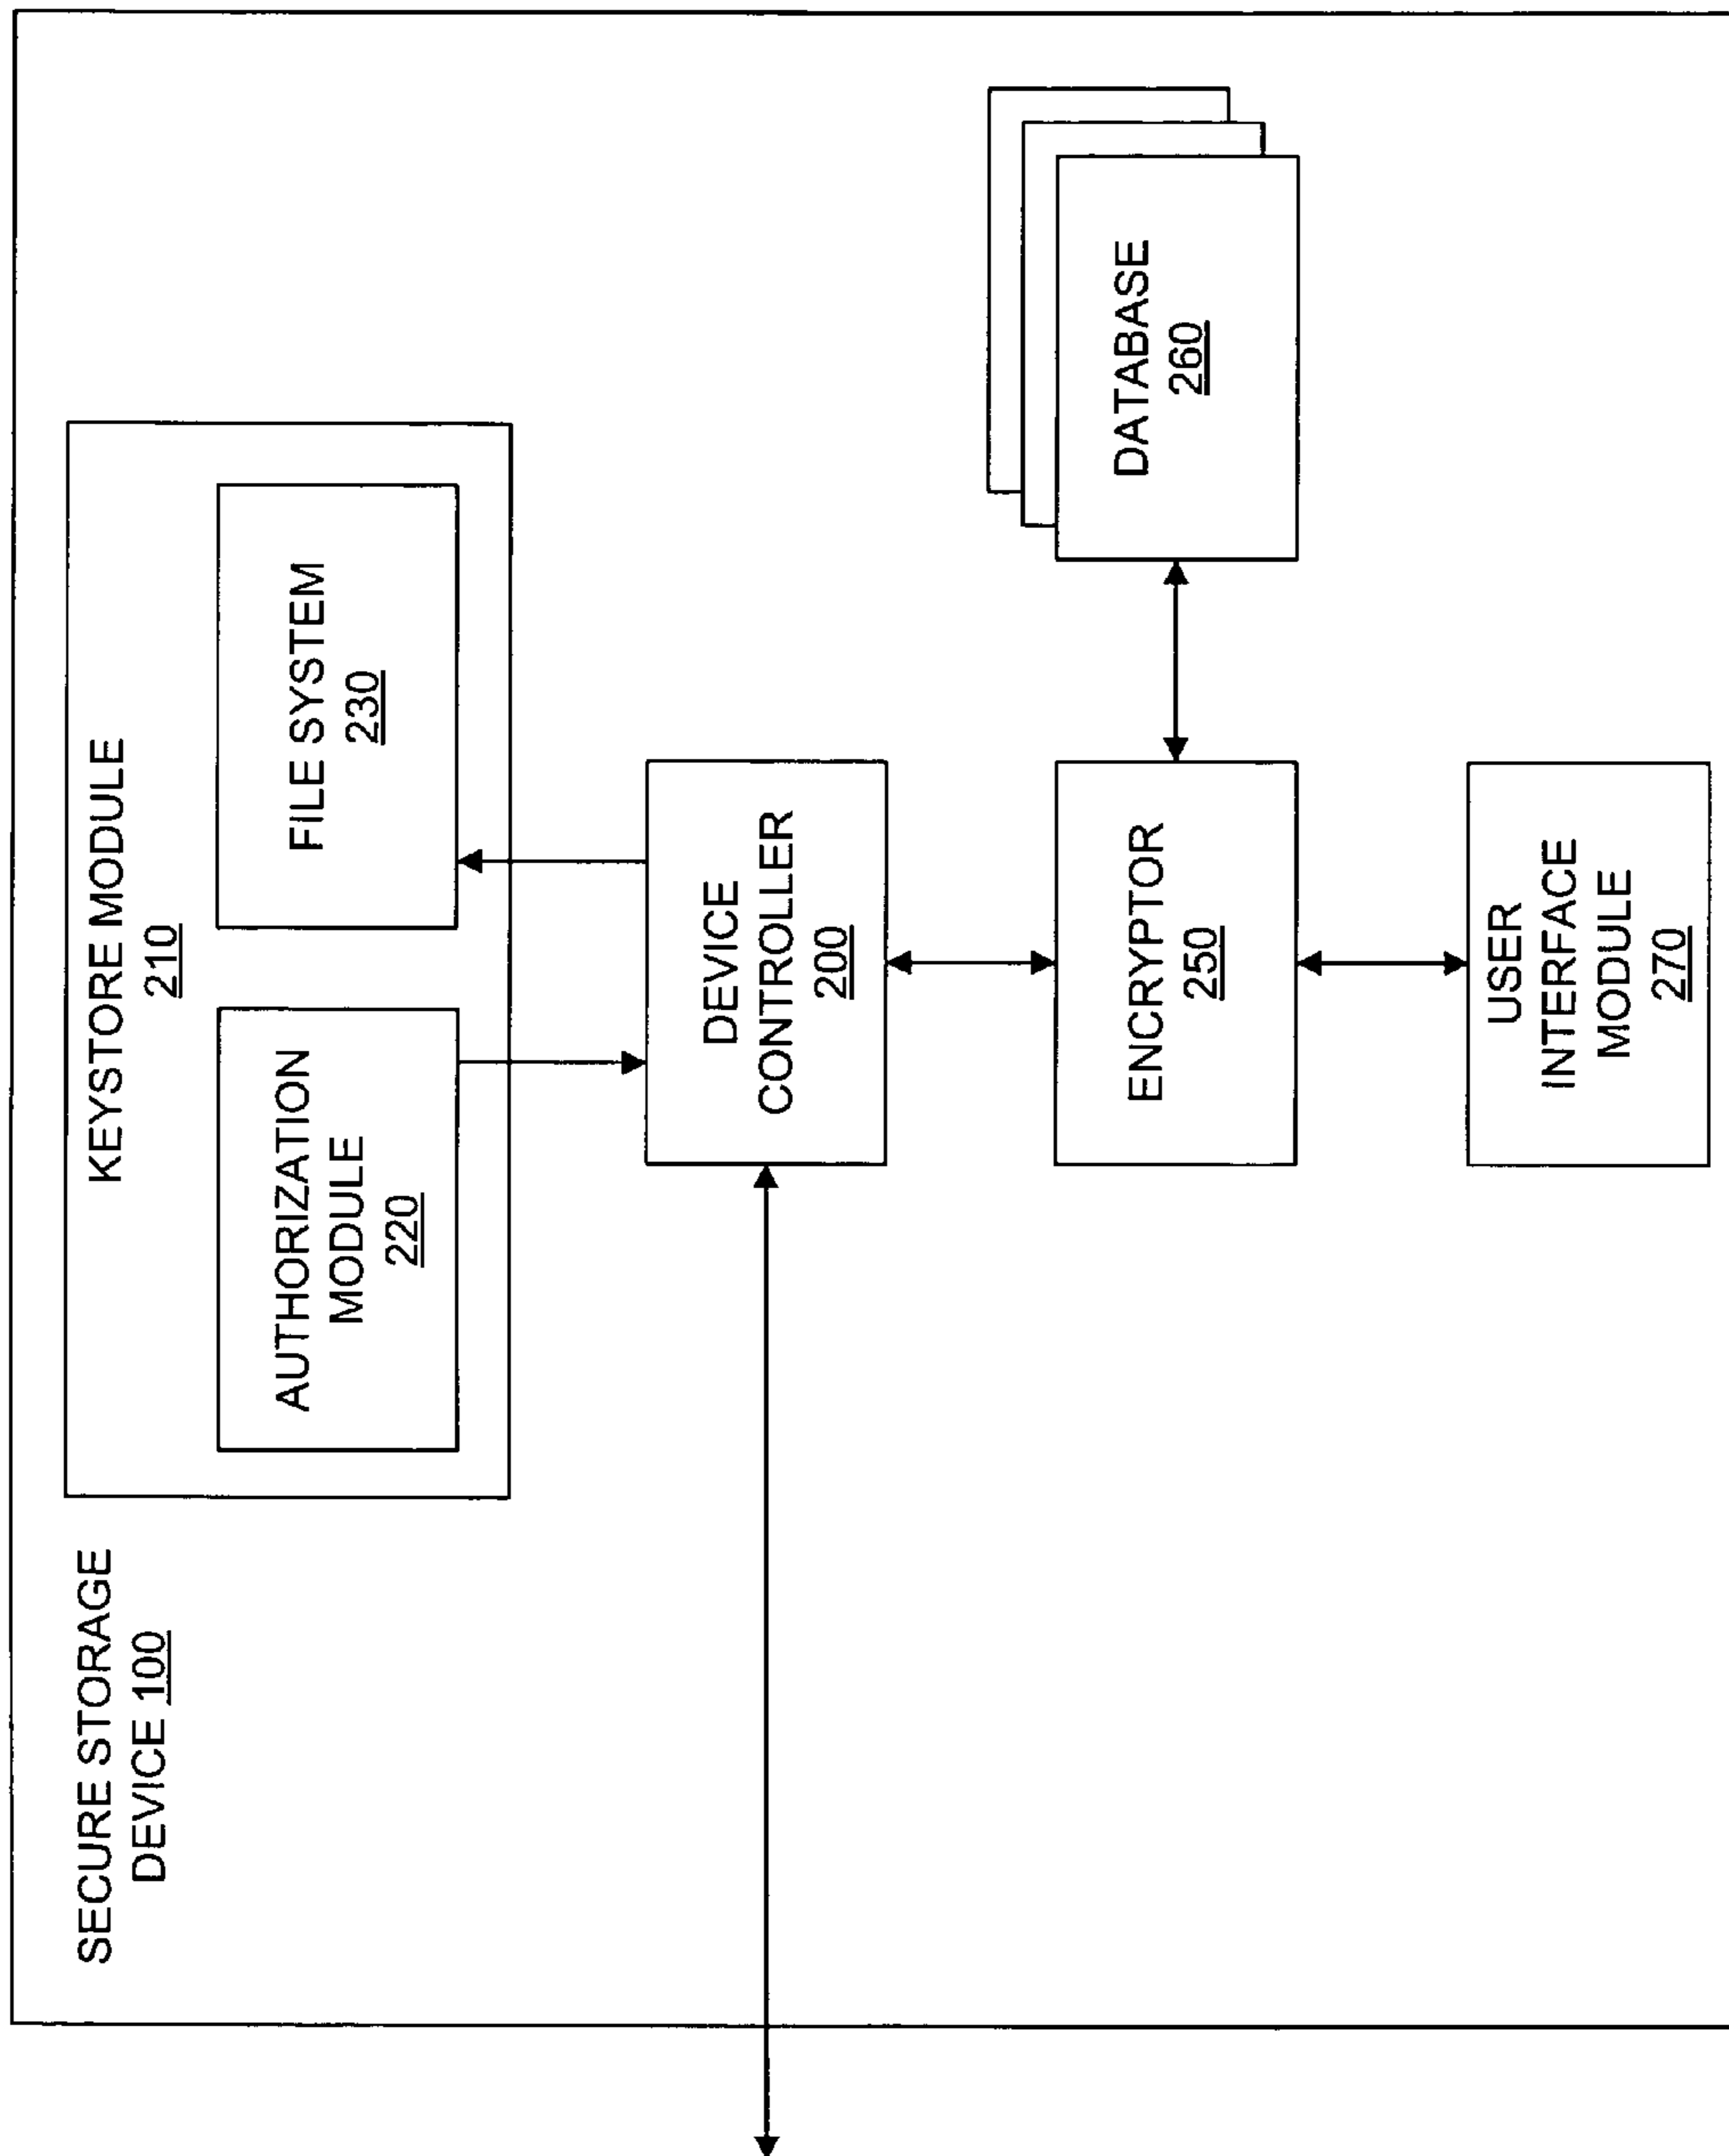 SECURE STORAGE
DEVICE 100
KEYSTORE MODULE
210
AUTHORIZATION
MODULE
220
FILE SYSTEM
230
DEVICE
CONTROLLER
200
ENCRYPTOR
250
DATABASE
260
USER
INTERFACE
MODULE
270